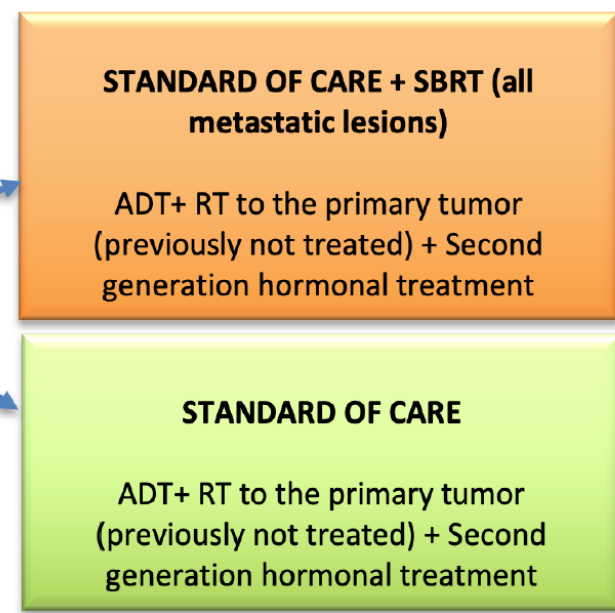 STANDARD OF CARE + SBRT (all
metastatic lesions)
ADT+ RT to the primary tumor
(previously not treated) + Second
generation hormonal treatment
STANDARD OF CARE
ADT+ RT to the primary tumor
(previously not treated) + Second
generation hormonal treatment